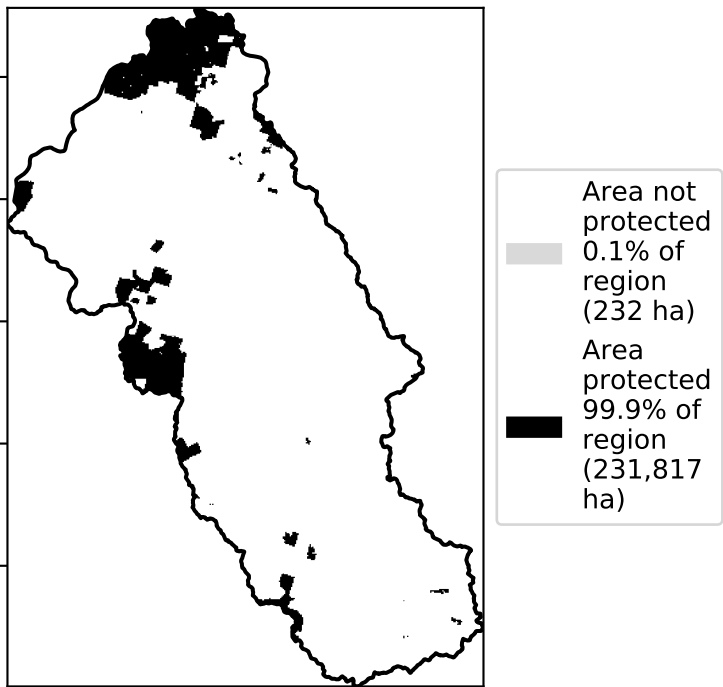 Area not
protected
0.1% of
region
(232 ha)
Area
protected
99.9% of
region
(231,817
ha)